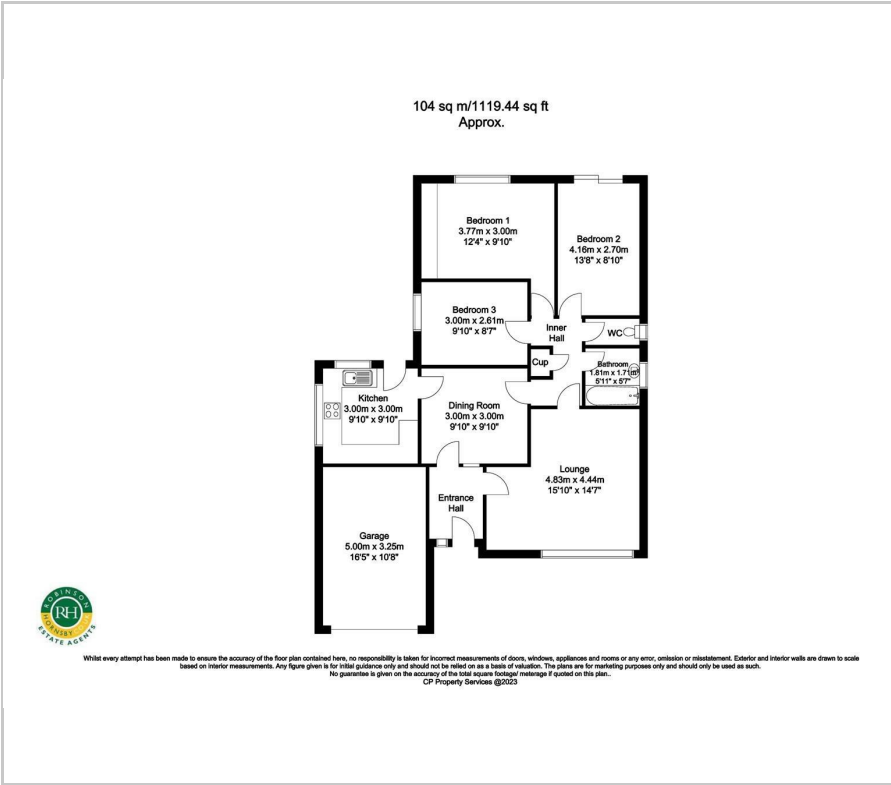 104 sq m/1119.44 sq ft
Approx.
Bedroom 1
3.77m x 3.00m
12'4" x 9'10"
Bedroom 2
4.16m x 2.70m
13'8" x 8'10"
Bedroom 3
3.00m x 2.61m
9'10" x 8'7"
Inner
Hall
WC
Cup
Bathroom
1.81m x 1.71m
5'11" x 5'7"
Kitchen
3.00m x 3.00m
9'10" x 9'10"
Dining Room
3.00m x 3.00m
9'10" x 9'10"
Lounge
4.83m x 4.44m
15'10" x 14'7"
Entrance
Hall
Garage
5.00m x 3.25m
16'5" x 10'8"
ROBINSON
HORNSBY
RH
ESTATE AGENTS
Whilst every attempt has been made to ensure the accuracy of the floor plan contained here, no responsibility is taken for incorrect measurements of doors, windows, appliances and rooms or any error, omission or misstatement. Exterior and interior walls are drawn to scale
based on interior measurements. Any figure given is for initial guidance only and should not be relied on as a basis of valuation. The plans are for marketing purposes only and should only be used as such.
No guarantee is given on the accuracy of the total square footage/ meterage if quoted on this plan..
CP Property Services @2023